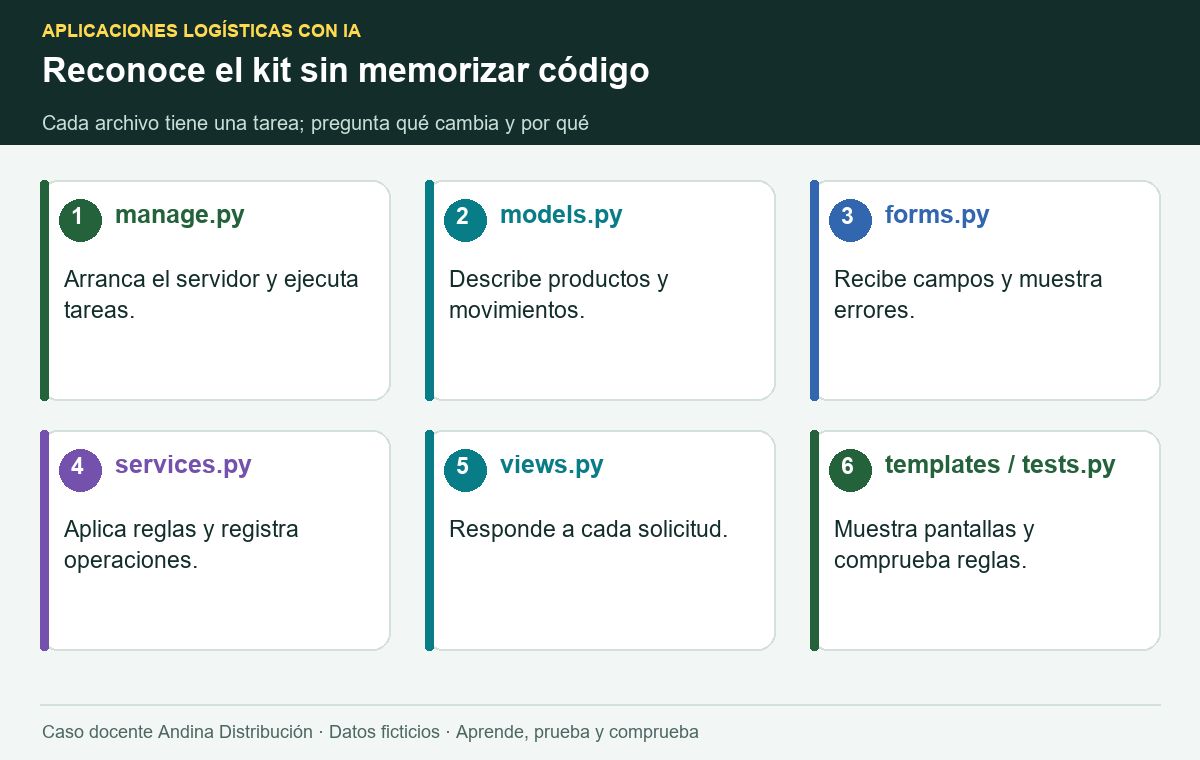 APLICACIONES LOGÍSTICAS CON IA
Reconoce el kit sin memorizar código
Cada archivo tiene una tarea; pregunta qué cambia y por qué
1 manage.py
Arranca el servidor y ejecuta
tareas.
2 models.py
Describe productos y
movimientos.
3 forms.py
Recibe campos y muestra
errores.
4 services.py
Aplica reglas y registra
operaciones.
5 views.py
Responde a cada solicitud.
6 templates / tests.py
Muestra pantallas y
comprueba reglas.
Caso docente Andina Distribución · Datos ficticios · Aprende, prueba y comprueba